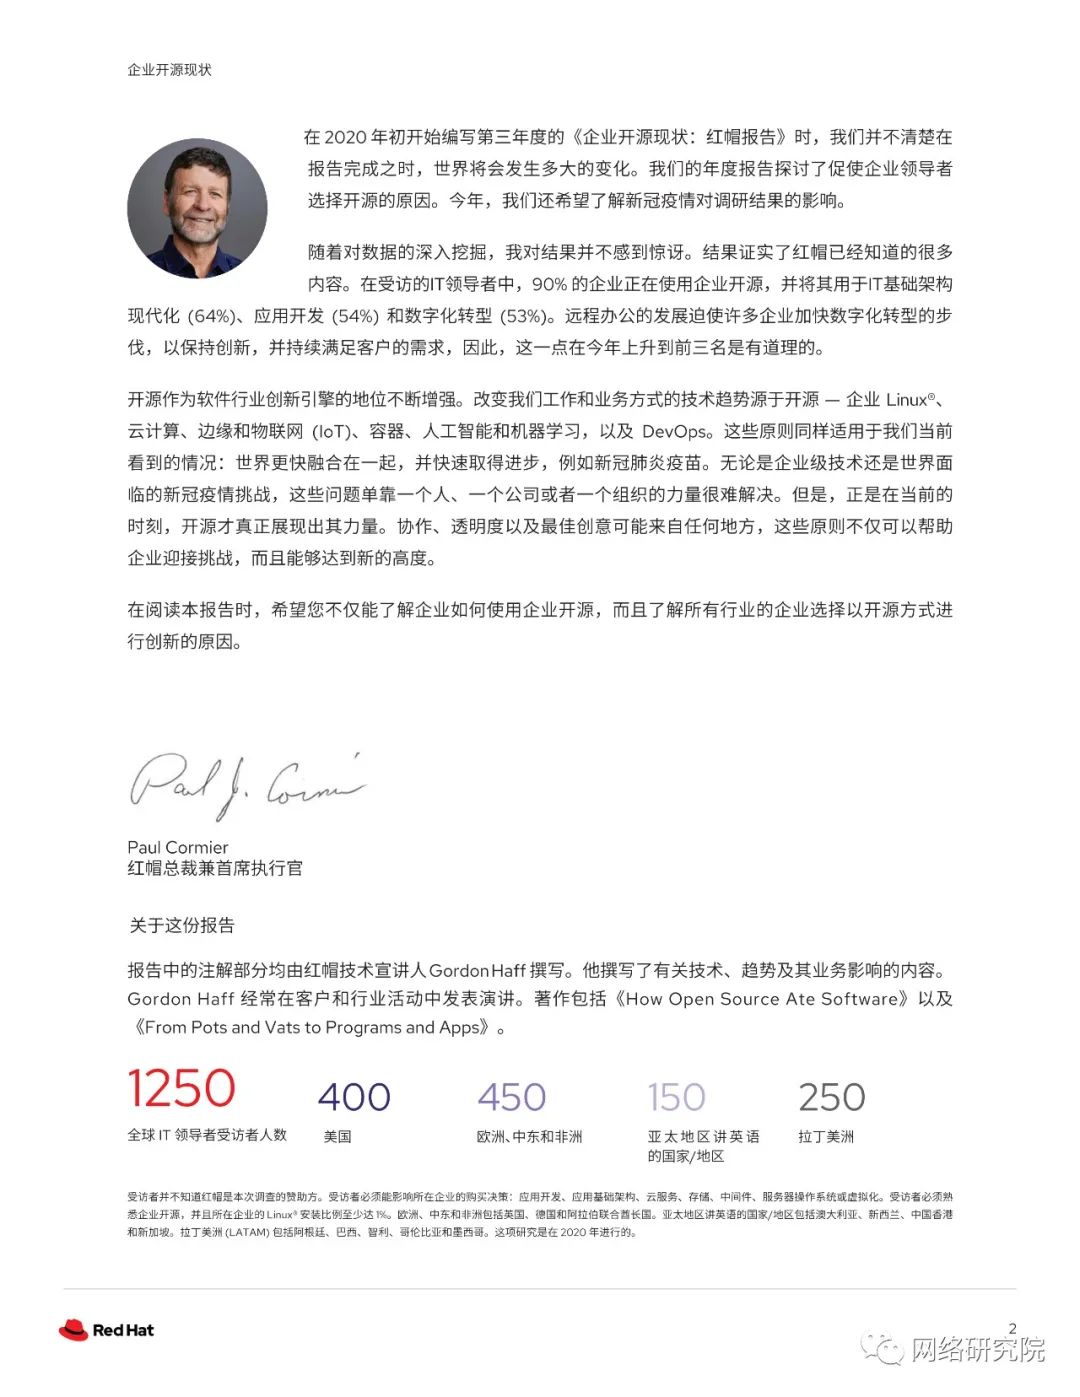 企业开源现状
在 2020 年初开始编写第三年度的《企业开源现状：红帽报告》时，我们并不清楚在
报告完成之时，世界将会发生多大的变化。我们的年度报告探讨了促使企业领导者
选择开源的原因。今年，我们还希望了解新冠疫情对调研结果的影响。
随着对数据的深入挖掘，我对结果并不感到惊讶。结果证实了红帽已经知道的很多
内容。在受访的IT领导者中，90% 的企业正在使用企业开源，并将其用于IT基础架构
现代化 (64%)、应用开发 (54%) 和数字化转型 (53%)。远程办公的发展迫使许多企业加快数字化转型的步
伐，以保持创新，并持续满足客户的需求，因此，这一点在今年上升到前三名是有道理的。
开源作为软件行业创新引擎的地位不断增强。改变我们工作和业务方式的技术趋势源于开源 — 企业 Linux®、
云计算、边缘和物联网 (IoT)、容器、人工智能和机器学习，以及 DevOps。这些原则同样适用于我们当前
看到的情况：世界更快融合在一起，并快速取得进步，例如新冠肺炎疫苗。无论是企业级技术还是世界面
临的新冠疫情挑战，这些问题单靠一个人、一个公司或者一个组织的力量很难解决。但是，正是在当前的
时刻，开源才真正展现出其力量。协作、透明度以及最佳创意可能来自任何地方，这些原则不仅可以帮助
企业迎接挑战，而且能够达到新的高度。
在阅读本报告时，希望您不仅能了解企业如何使用企业开源，而且了解所有行业的企业选择以开源方式进
行创新的原因。
Paul J. Cormier
Paul Cormier
红帽总裁兼首席执行官
关于这份报告
报告中的注解部分均由红帽技术宣讲人Gordon Haff 撰写。他撰写了有关技术、趋势及其业务影响的内容。
Gordon Haff 经常在客户和行业活动中发表演讲。著作包括《How Open Source Ate Software》以及
《From Pots and Vats to Programs and Apps》。
1250 400 450 150 250
全球 IT 领导者受访者人数 美国 欧洲、中东和非洲 亚太地区讲英语 拉丁美洲
的国家/地区
受访者并不知道红帽是本次调查的赞助方。受访者必须能影响所在企业的购买决策：应用开发、应用基础架构、云服务、存储、中间件、服务器操作系统或虚拟化。受访者必须熟
悉企业开源，并且所在企业的 Linux® 安装比例至少达 1%。欧洲、中东和非洲包括英国、德国和阿拉伯联合酋长国。亚太地区讲英语的国家/地区包括澳大利亚、新西兰、中国香港
和新加坡。拉丁美洲 (LATAM) 包括阿根廷、巴西、智利、哥伦比亚和墨西哥。这项研究是在 2020 年进行的。
Red Hat
2
网络研究院